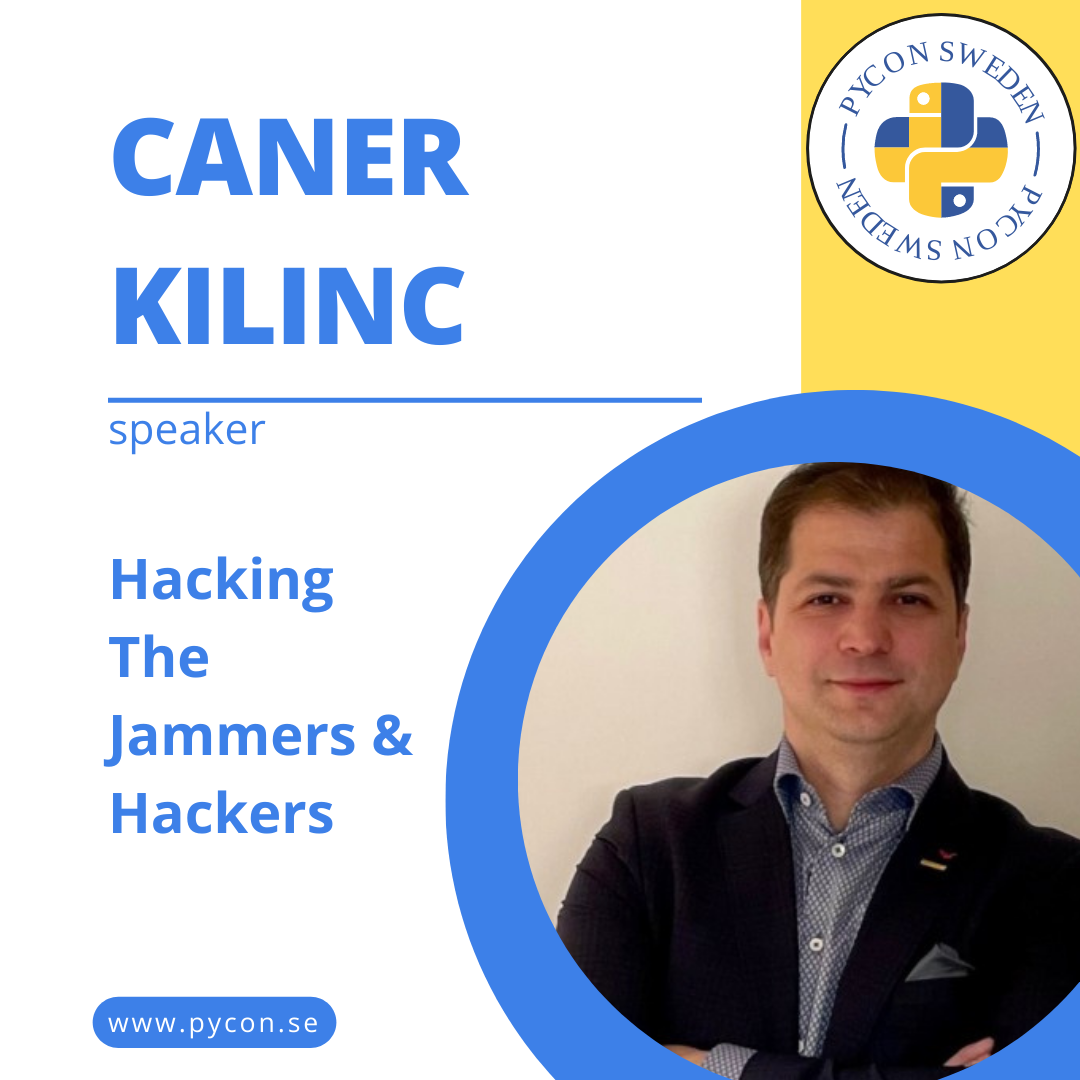 PYCON SWEDEN
PYCON SWEDEN
CANER
KILINC
speaker
Hacking
The
Jammers &
Hackers
www.pycon.se